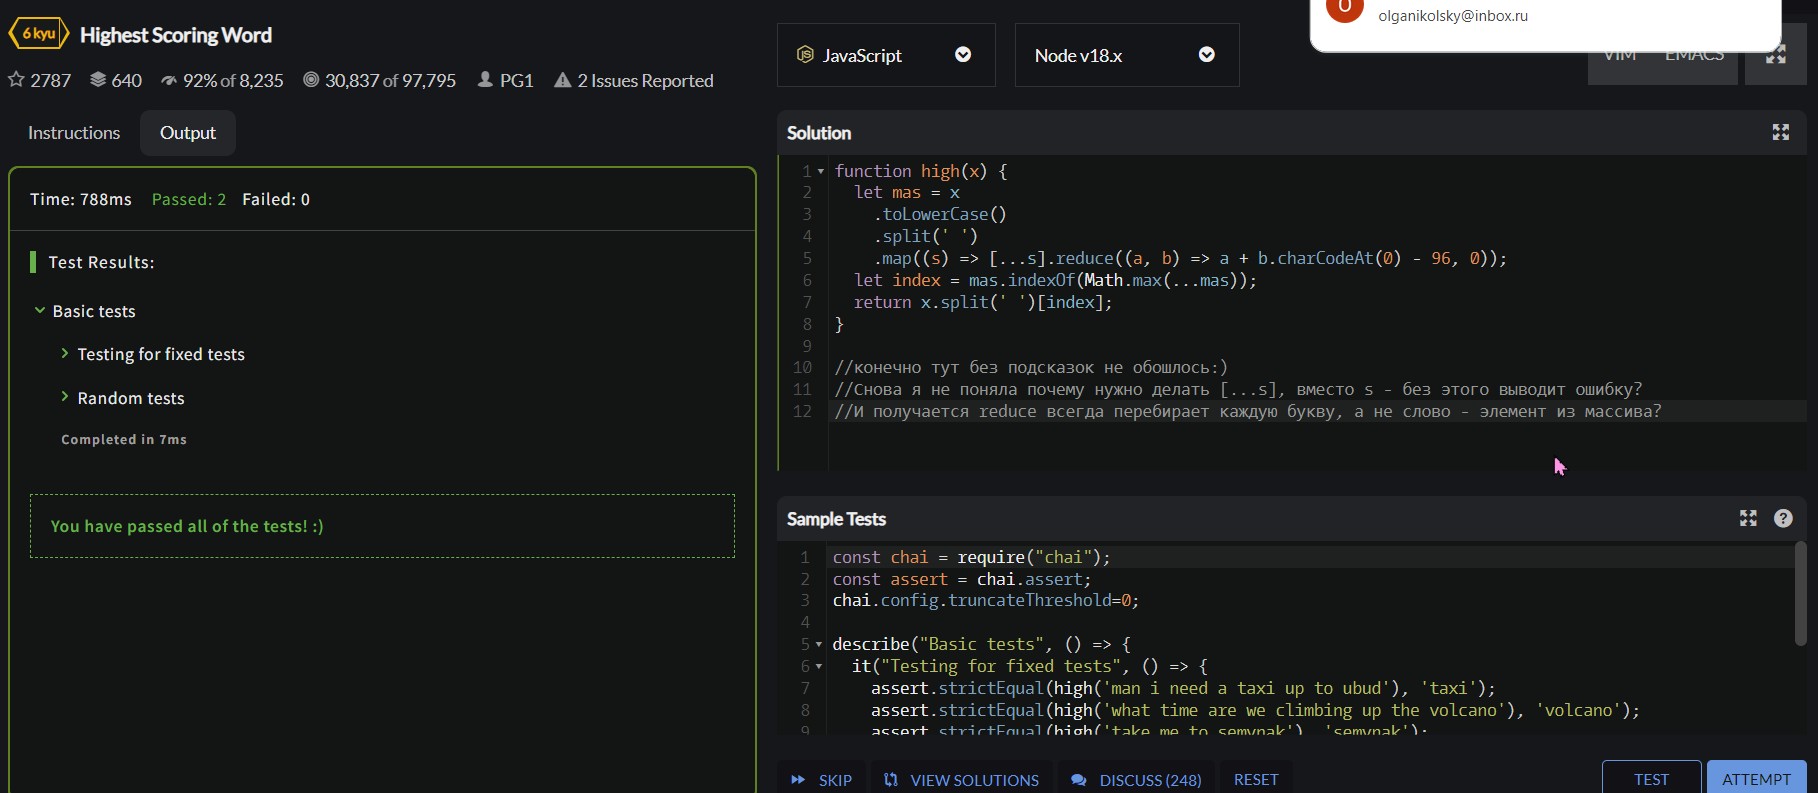 6 kyu Highest Scoring Word
2787 640 92% of 8,235 30,837 of 97,795 PG1 2 Issues Reported
Instructions Output
Time: 788ms Passed: 2 Failed: 0
Test Results:
Basic tests
Testing for fixed tests
Random tests
Completed in 7ms
You have passed all of the tests! :)
JS JavaScript
Node v18.x
O
olganikolsky@inbox.ru
VIM EMACS
Solution
1 function high(x) {
2 let mas = x
3 .toLowerCase()
4 .split(' ')
5 .map((s) => [...s].reduce((a, b) => a + b.charCodeAt(0) - 96, 0));
6 let index = mas.indexOf(Math.max(...mas));
7 return x.split(' ')[index];
8 }
9
10 //конечно тут без подсказок не обошлось:)
11 //Снова я не поняла почему нужно делать [...s], вместо s - без этого выводит ошибку?
12 //И получается reduce всегда перебирает каждую букву, а не слово - элемент из массива?
Sample Tests ?
1 const chai = require("chai");
2 const assert = chai.assert;
3 chai.config.truncateThreshold=0;
4
5 describe("Basic tests", () => {
6 it("Testing for fixed tests", () => {
7 assert.strictEqual(high('man i need a taxi up to ubud'), 'taxi');
8 assert.strictEqual(high('what time are we climbing up the volcano'), 'volcano');
9 assert.strictEqual(high('take me to semynak'), 'semynak');
SKIP VIEW SOLUTIONS DISCUSS (248) RESET TEST ATTEMPT